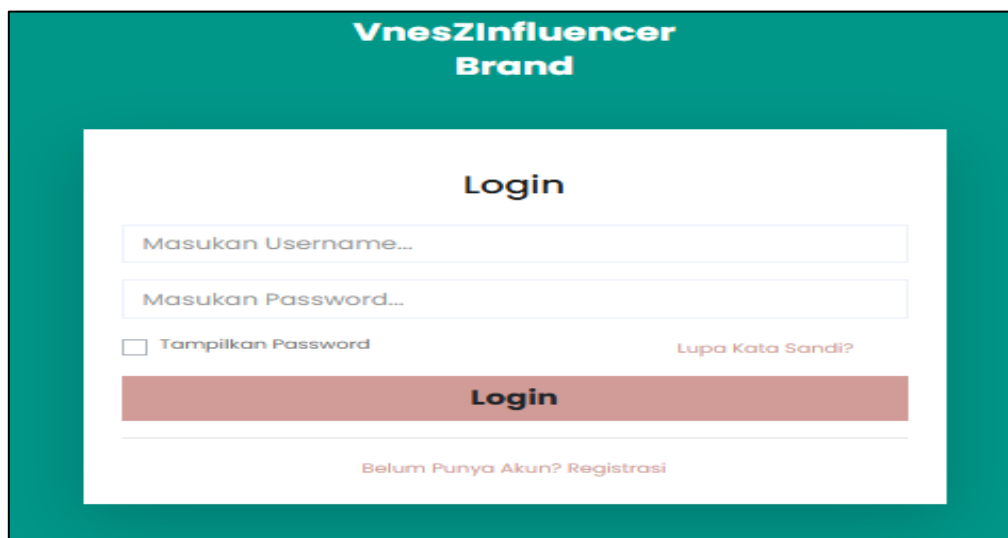 VnesZInfluencer
Brand
Login
Masukan Username...
Masukan Password...
Tampilkan Password
Lupa Kata Sandi?
Login
Belum Punya Akun? Registrasi